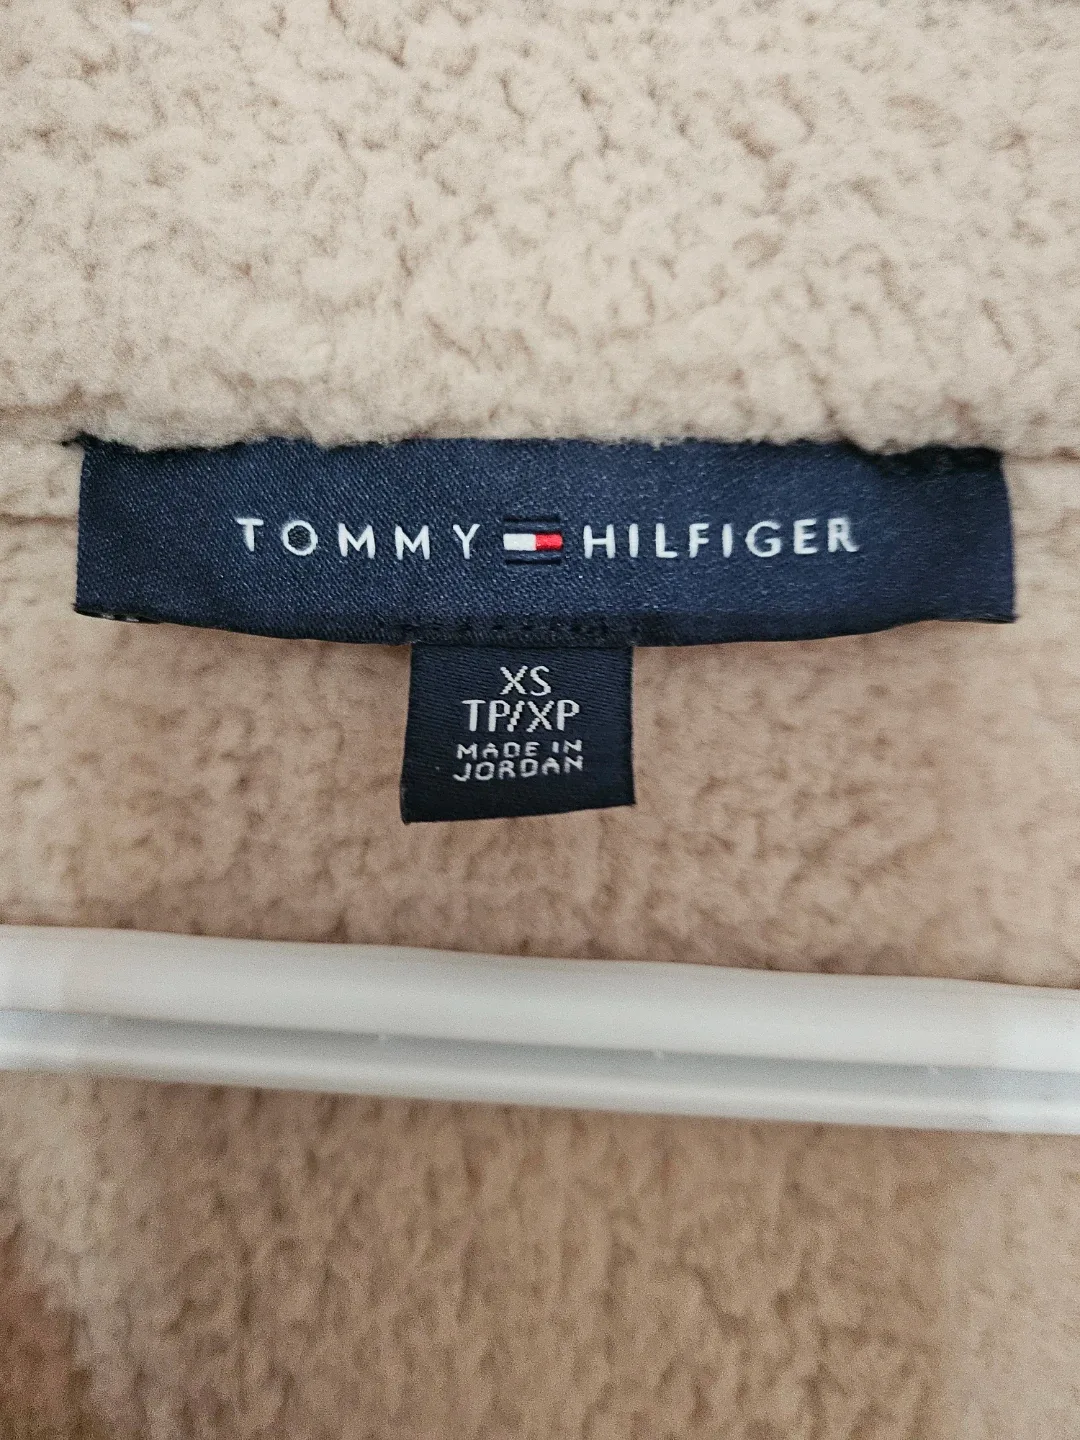 TOMMY HILFIGER
XS
TP/XP
MADE IN
JORDAN